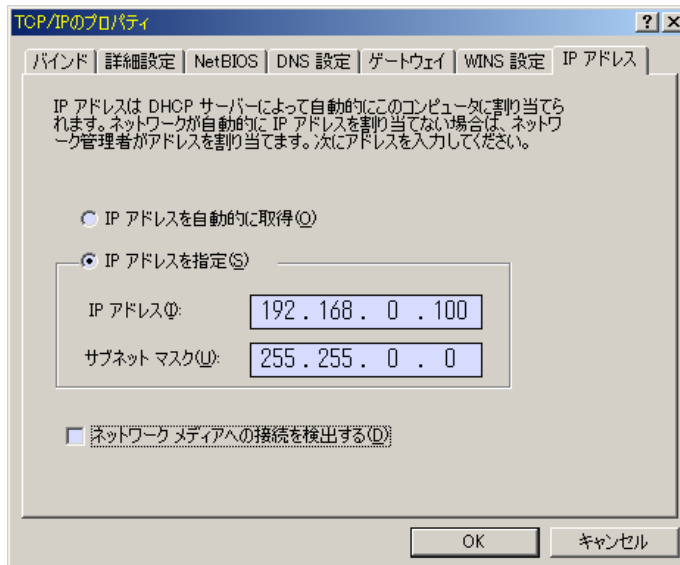 TCP/IPのプロパティ
バインド 詳細設定 NetBIOS DNS 設定 ゲートウェイ WINS 設定 IP アドレス
IP アドレスは DHCP サーバーによって自動的にこのコンピュータに割り当てら
れます。ネットワークが自動的に IP アドレスを割り当てない場合は、ネットワ
ーク管理者がアドレスを割り当てます。次にアドレスを入力してください。
IP アドレスを自動的に取得(O)
IP アドレスを指定(S)
IP アドレス(I): 192 . 168 . 0 . 100
サブネット マスク(U): 255 . 255 . 0 . 0
ネットワーク メディアへの接続を検出する(D)
OK キャンセル